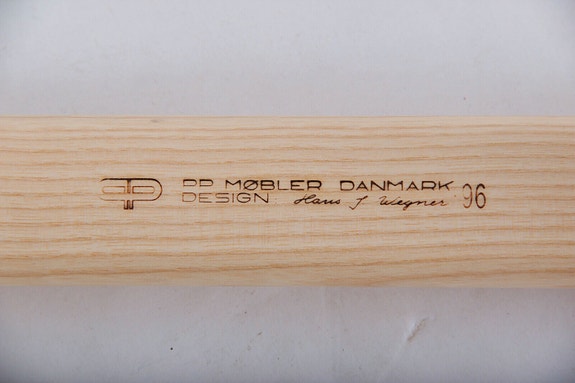 PP MØBLER DANMARK
DESIGN Hans J Wegner 96